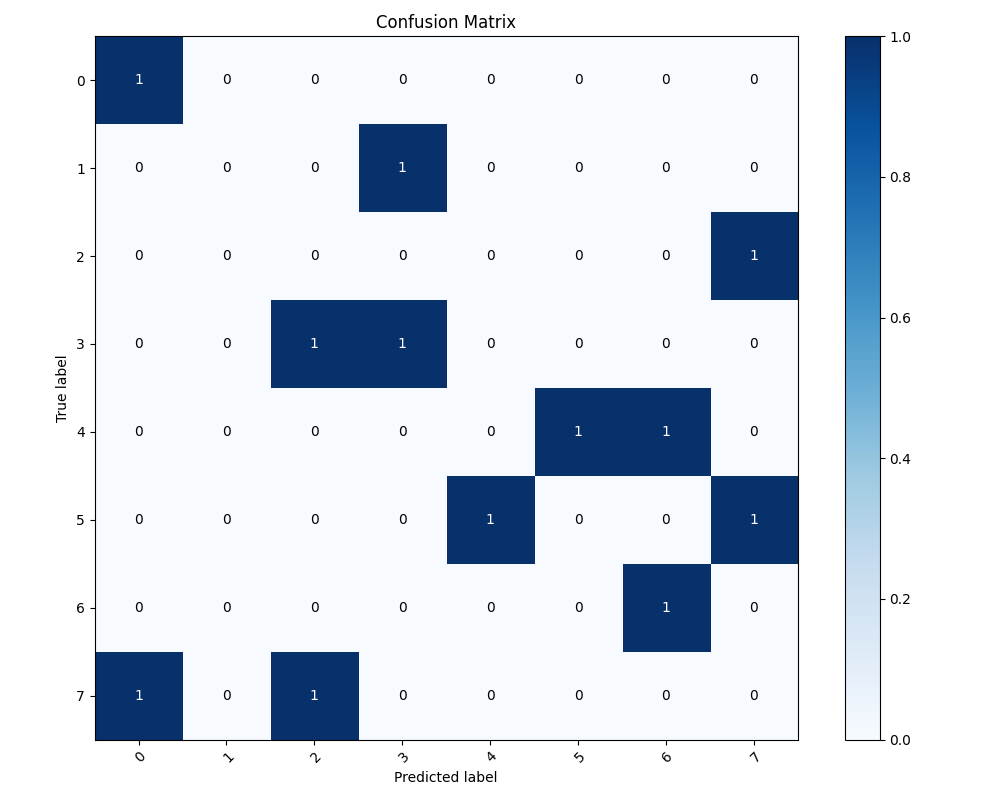 Confusion Matrix
0 1 0 0 0 0 0 0 0
1 0 0 0 1 0 0 0 0
2 0 0 0 0 0 0 0 1
3 0 0 1 1 0 0 0 0
4 0 0 0 0 0 1 1 0
5 0 0 0 0 1 0 0 1
6 0 0 0 0 0 0 1 0
7 1 0 1 0 0 0 0 0
0 1 2 3 4 5 6 7
Predicted label
True label
1.0
0.8
0.6
0.4
0.2
0.0